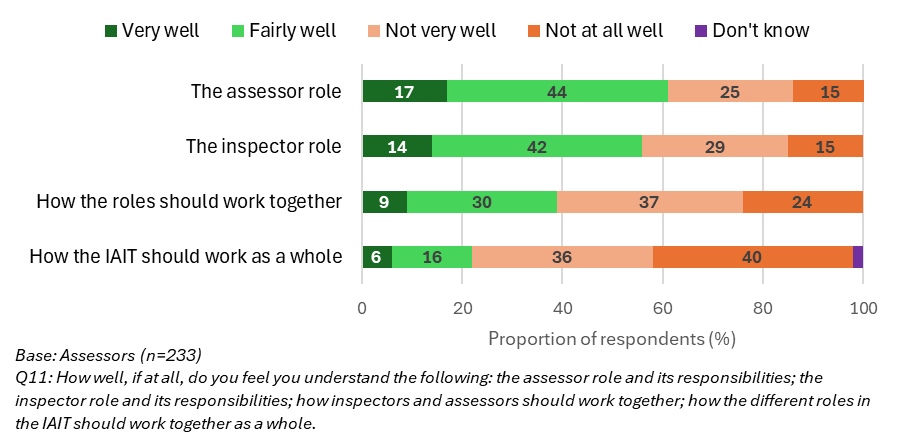 Very well Fairly well Not very well Not at all well Don't know
The assessor role 17 44 25 15
The inspector role 14 42 29 15
How the roles should work together 9 30 37 24
How the IAIT should work as a whole 6 16 36 40
0 20 40 60 80 100
Proportion of respondents (%)
Base: Assessors (n=233)
Q11: How well, if at all, do you feel you understand the following: the assessor role and its responsibilities; the
inspector role and its responsibilities; how inspectors and assessors should work together; how the different roles in
the IAIT should work together as a whole.